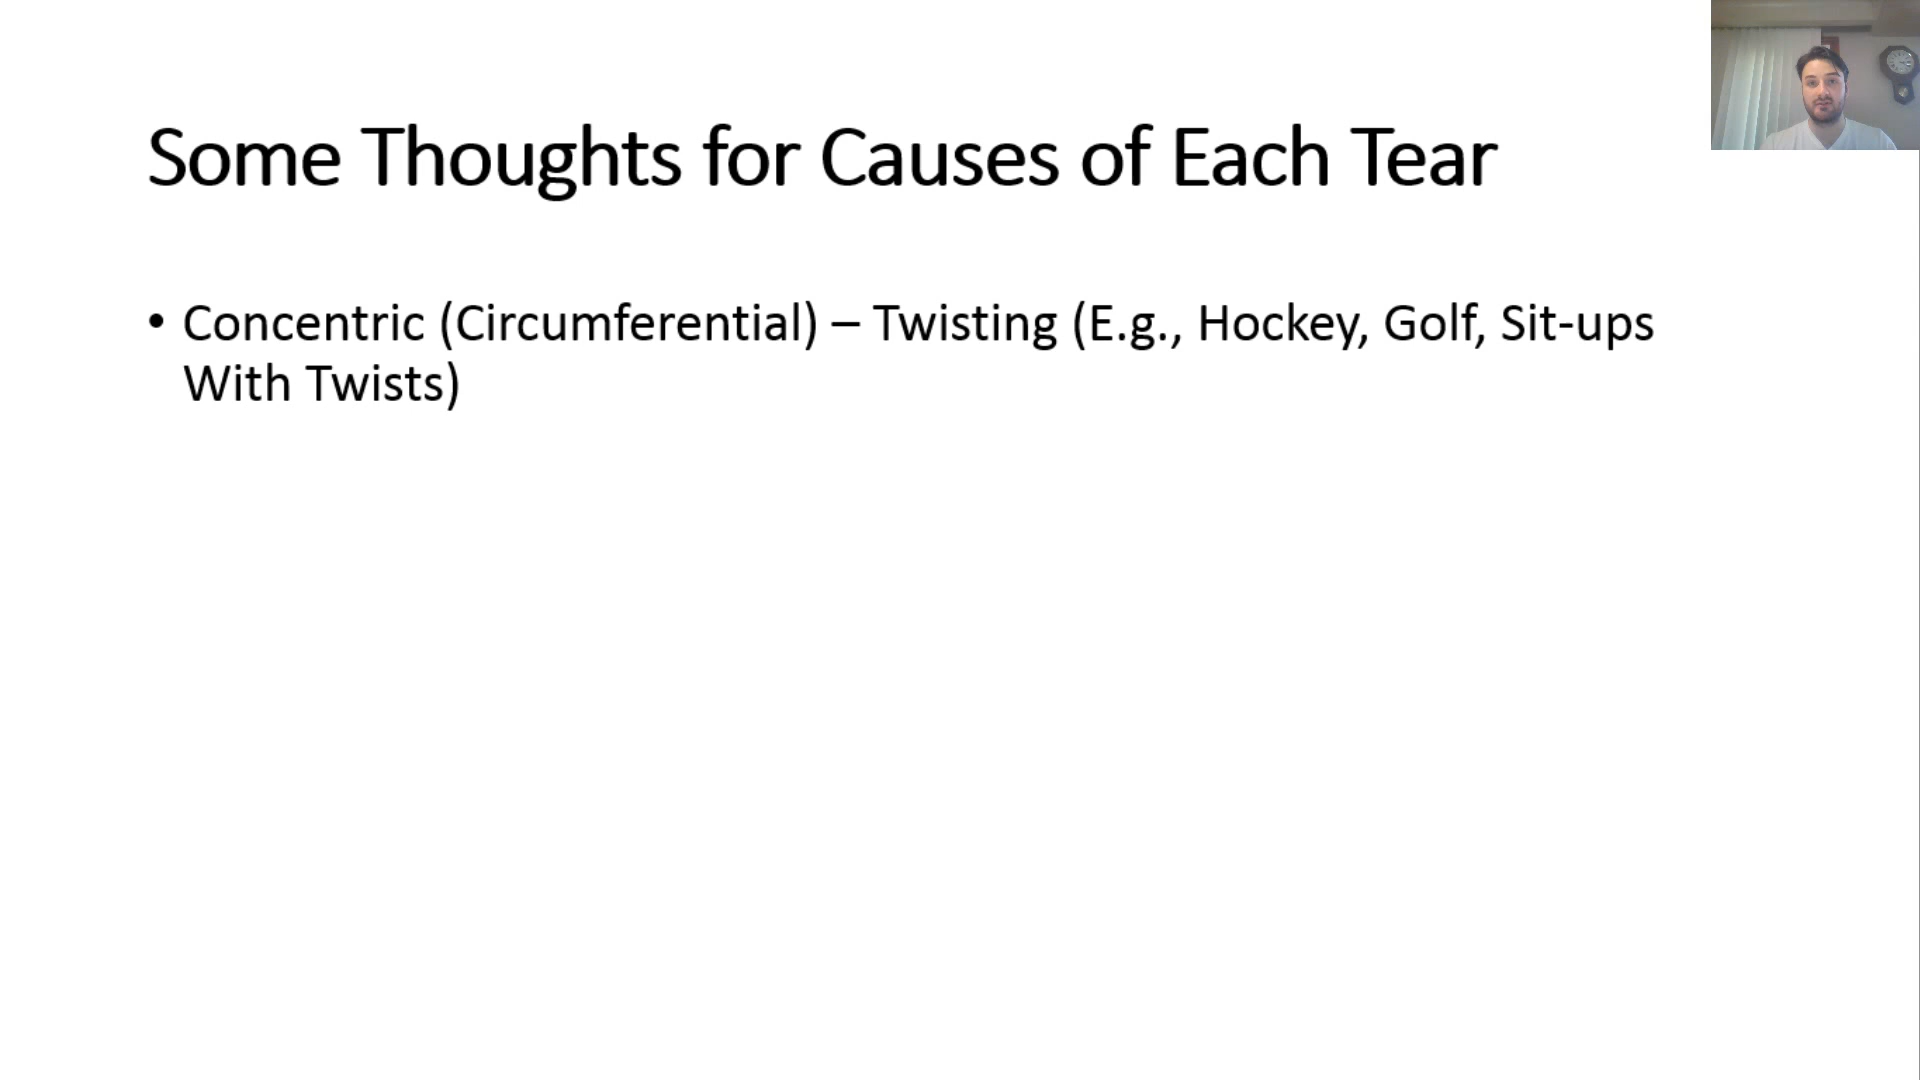 Some Thoughts for Causes of Each Tear
• Concentric (Circumferential) – Twisting (E.g., Hockey, Golf, Sit-ups
With Twists)